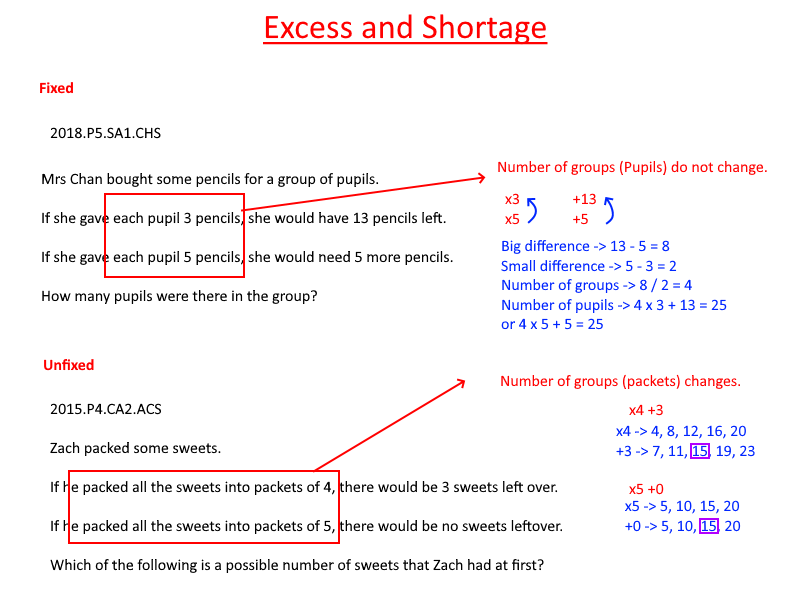 Excess and Shortage
Fixed
2018.P5.SA1.CHS
Mrs Chan bought some pencils for a group of pupils.
If she gave each pupil 3 pencils, she would have 13 pencils left.
If she gave each pupil 5 pencils, she would need 5 more pencils.
How many pupils were there in the group?
Number of groups (Pupils) do not change.
x3 +13
x5 +5
Big difference -> 13 - 5 = 8
Small difference -> 5 - 3 = 2
Number of groups -> 8 / 2 = 4
Number of pupils -> 4 x 3 + 13 = 25
or 4 x 5 + 5 = 25
Unfixed
2015.P4.CA2.ACS
Zach packed some sweets.
If he packed all the sweets into packets of 4, there would be 3 sweets left over.
If he packed all the sweets into packets of 5, there would be no sweets leftover.
Which of the following is a possible number of sweets that Zach had at first?
Number of groups (packets) changes.
x4 +3
x4 -> 4, 8, 12, 16, 20
+3 -> 7, 11, 15, 19, 23
x5 +0
x5 -> 5, 10, 15, 20
+0 -> 5, 10, 15, 20